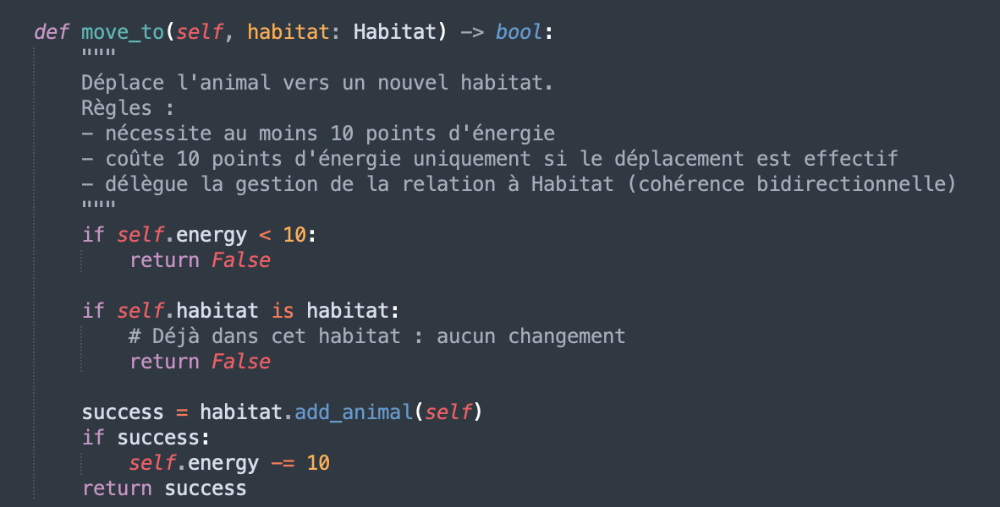 def move_to(self, habitat: Habitat) -> bool:
    """
    Déplace l'animal vers un nouvel habitat.
    Règles :
    - nécessite au moins 10 points d'énergie
    - coûte 10 points d'énergie uniquement si le déplacement est effectif
    - délègue la gestion de la relation à Habitat (cohérence bidirectionnelle)
    """
    if self.energy < 10:
        return False

    if self.habitat is habitat:
        # Déjà dans cet habitat : aucun changement
        return False

    success = habitat.add_animal(self)
    if success:
        self.energy -= 10
    return success